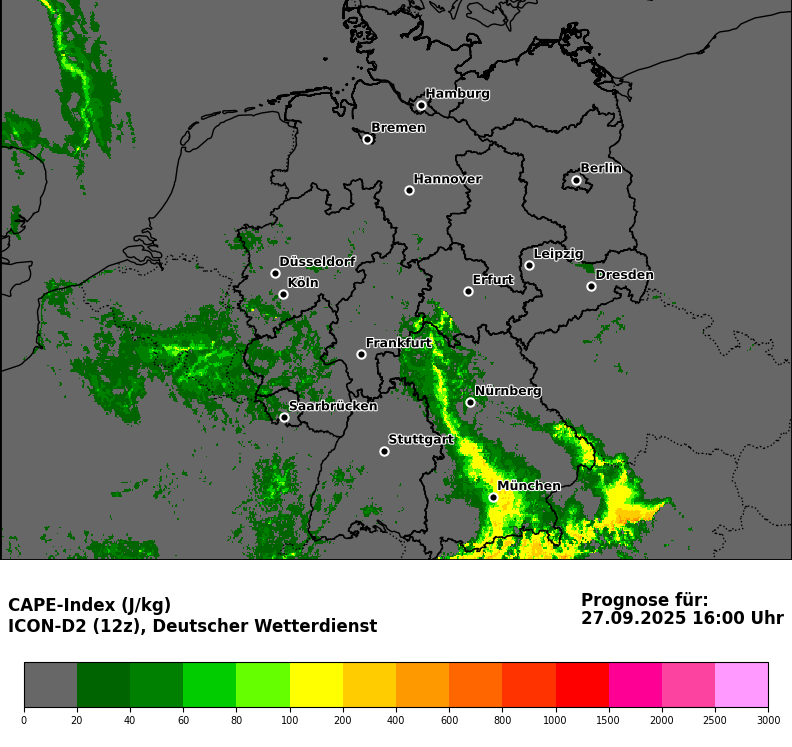 Hamburg
Bremen
Berlin
Hannover
Leipzig
Düsseldorf
Dresden
Köln
Erfurt
Frankfurt
Nürnberg
Saarbrücken
Stuttgart
München
CAPE-Index (J/kg)
ICON-D2 (12z), Deutscher Wetterdienst
Prognose für:
27.09.2025 16:00 Uhr
0 20 40 60 80 100 200 400 600 800 1000 1500 2000 2500 3000